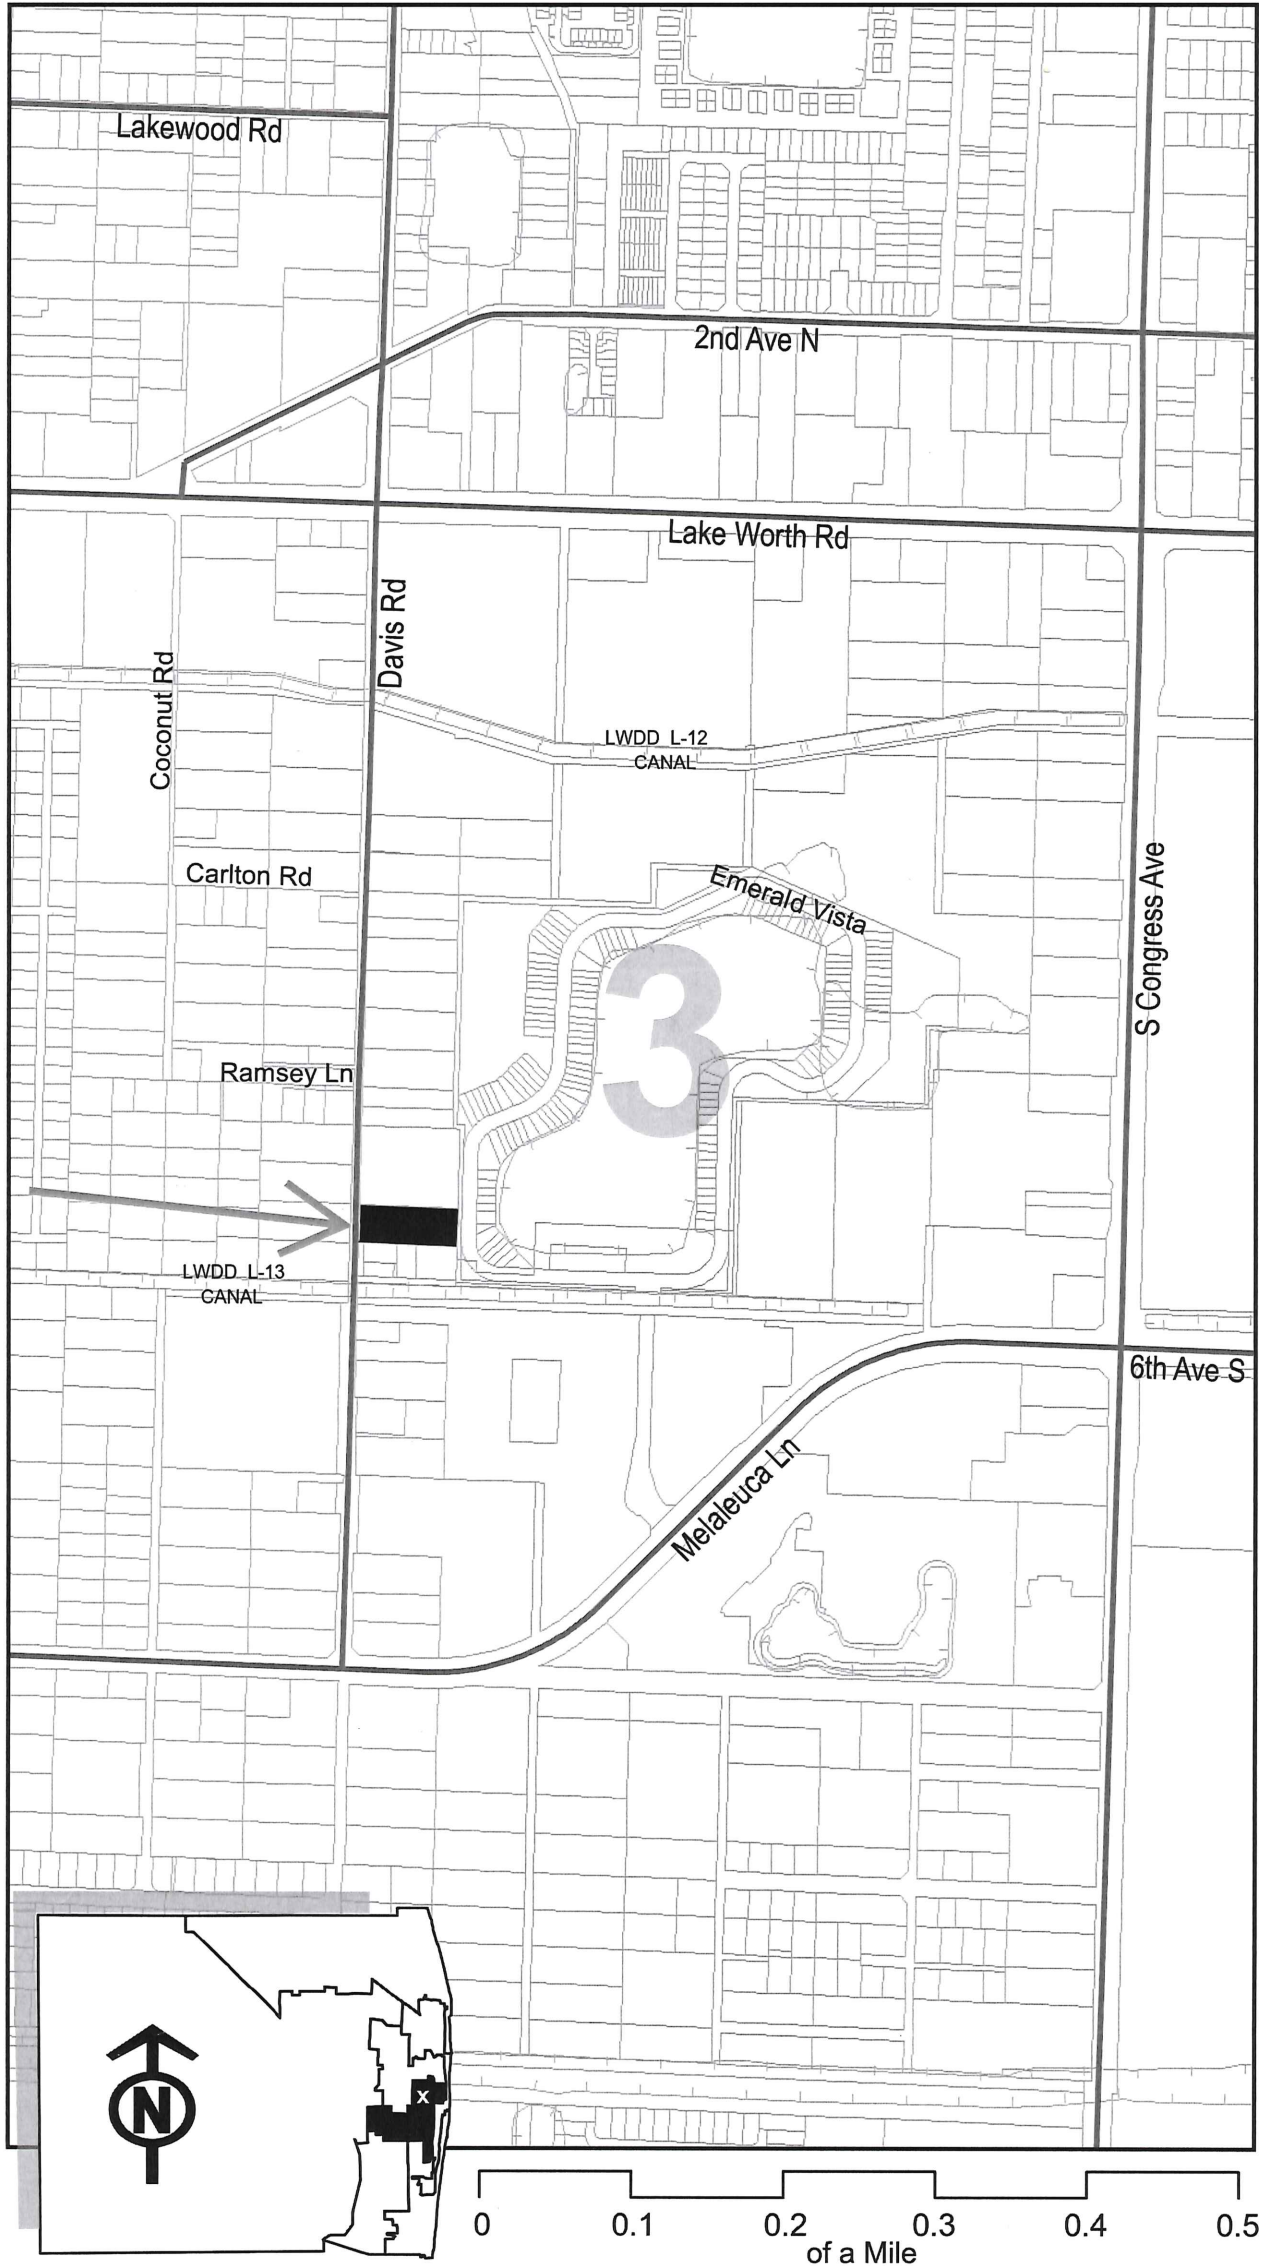 Lakewood Rd
2nd Ave N
Lake Worth Rd
Davis Rd
Coconut Rd
LWDD L-12
CANAL
Carlton Rd
Emerald Vista
S Congress Ave
3
Ramsey Ln
LWDD L-13
CANAL
6th Ave S
Melaleuca Ln
N
x
0 0.1 0.2 0.3 0.4 0.5
of a Mile